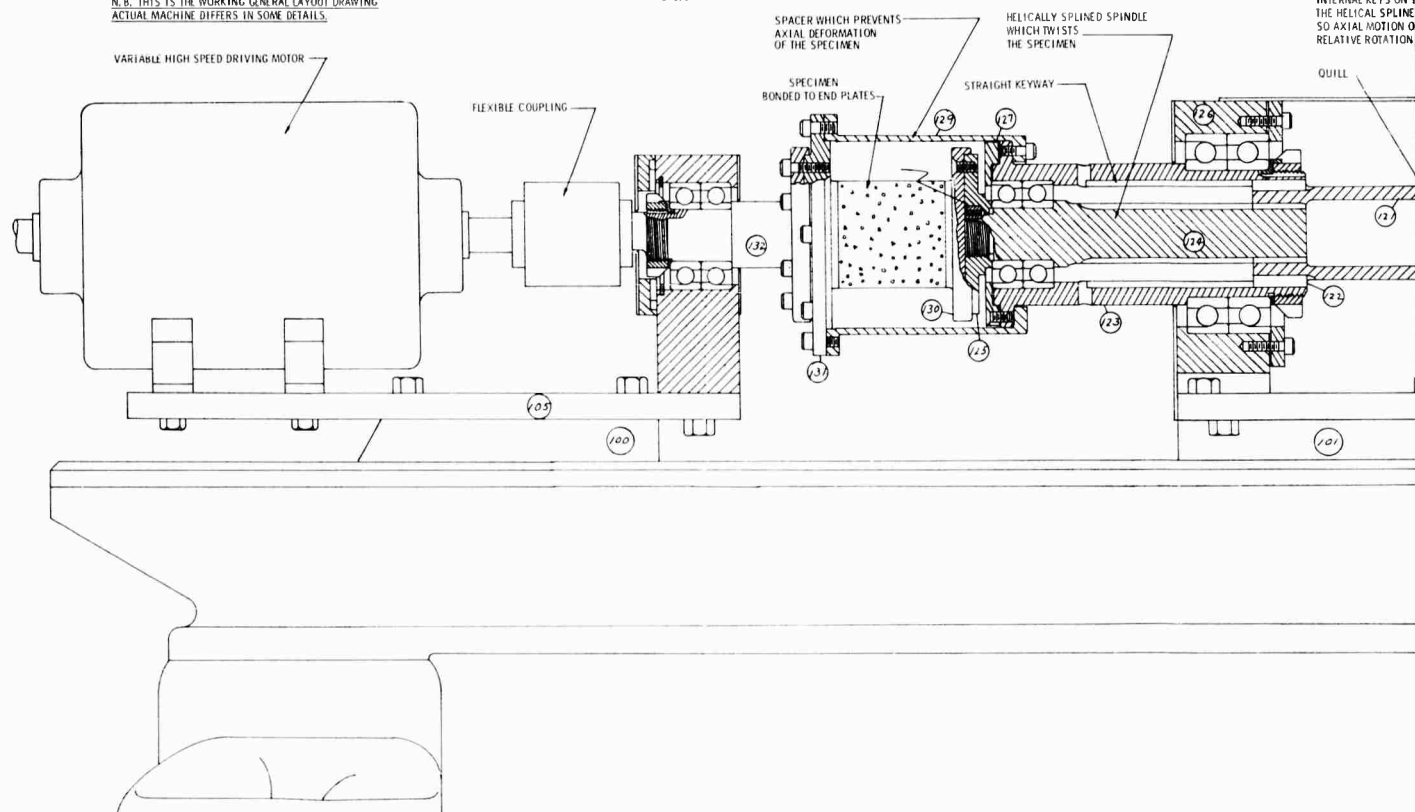 N.B. THIS IS THE WORKING GENERAL LAYOUT DRAWING
ACTUAL MACHINE DIFFERS IN SOME DETAILS.
VARIABLE HIGH SPEED DRIVING MOTOR
FLEXIBLE COUPLING
SPACER WHICH PREVENTS
AXIAL DEFORMATION
OF THE SPECIMEN
SPECIMEN
BONDED TO END PLATES
HELICALLY SPLINED SPINDLE
WHICH TWISTS
THE SPECIMEN
STRAIGHT KEYWAY
INTERNAL KEYS ON
THE HELICAL SPLINE
SO AXIAL MOTION O
RELATIVE ROTATION
QUILL
129
127
126
132
124
121
122
123
130
125
131
105
100
101